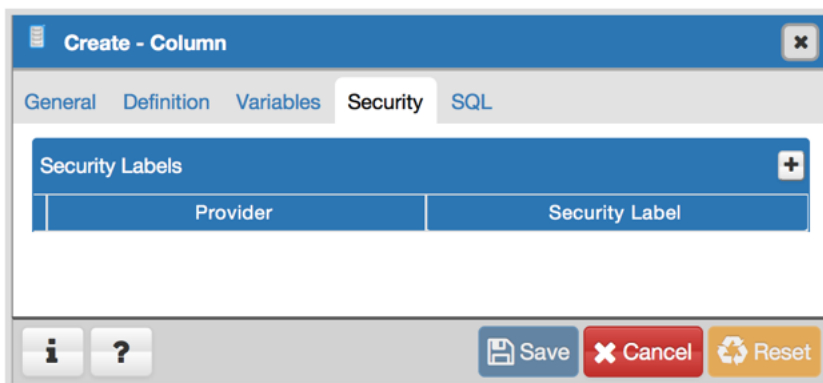 Create - Column
General Definition Variables Security SQL
Security Labels
Provider Security Label
i ? Save Cancel Reset